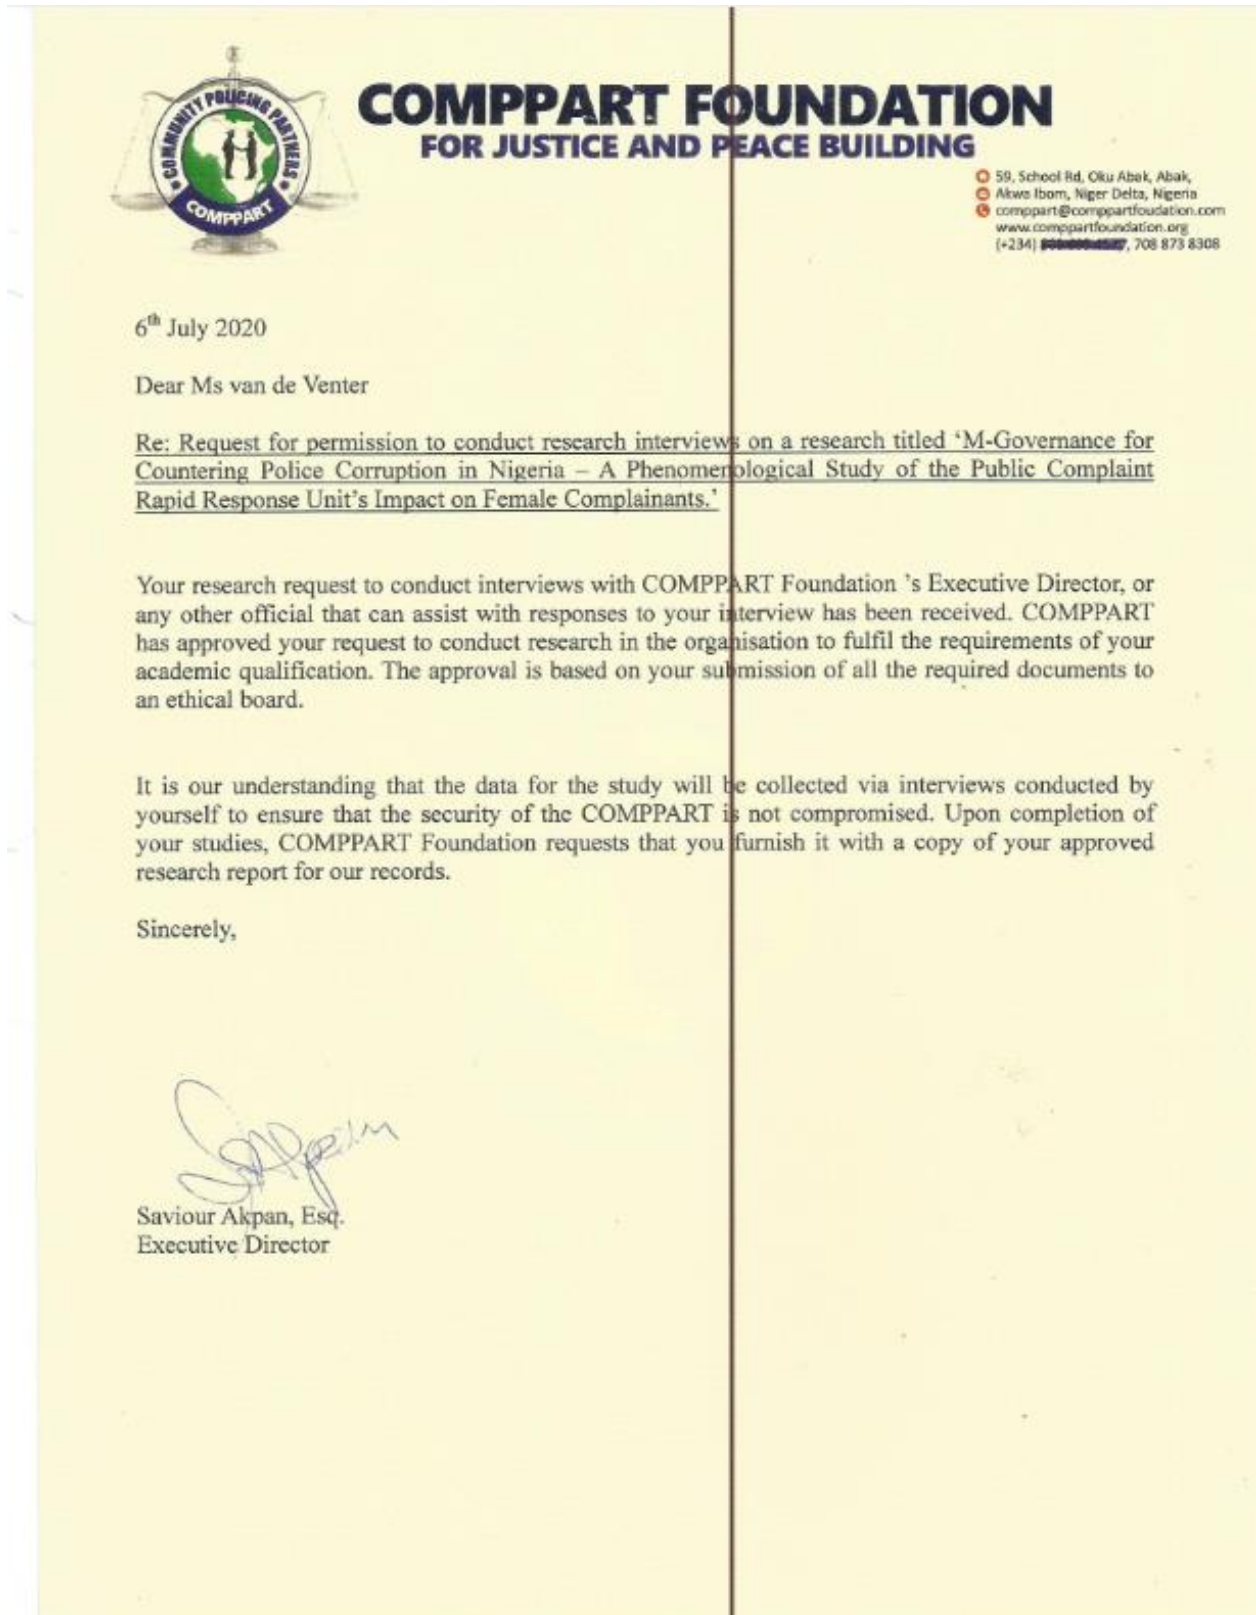 COMMUNITY POLICING PARTNERS
COMPPART
COMPPART FOUNDATION
FOR JUSTICE AND PEACE BUILDING
59, School Rd, Oku Abak, Abak,
Akwa Ibom, Niger Delta, Nigeria
comppart@comppartfoudation.com
www.comppartfoundation.org
(+234) , 708 873 8308
6th July 2020
Dear Ms van de Venter
Re: Request for permission to conduct research interviews on a research titled ‘M-Governance for
Countering Police Corruption in Nigeria – A Phenomenological Study of the Public Complaint
Rapid Response Unit’s Impact on Female Complainants.’
Your research request to conduct interviews with COMPPART Foundation ’s Executive Director, or
any other official that can assist with responses to your interview has been received. COMPPART
has approved your request to conduct research in the organisation to fulfil the requirements of your
academic qualification. The approval is based on your submission of all the required documents to
an ethical board.
It is our understanding that the data for the study will be collected via interviews conducted by
yourself to ensure that the security of the COMPPART is not compromised. Upon completion of
your studies, COMPPART Foundation requests that you furnish it with a copy of your approved
research report for our records.
Sincerely,
SAkpan
Saviour Akpan, Esq.
Executive Director